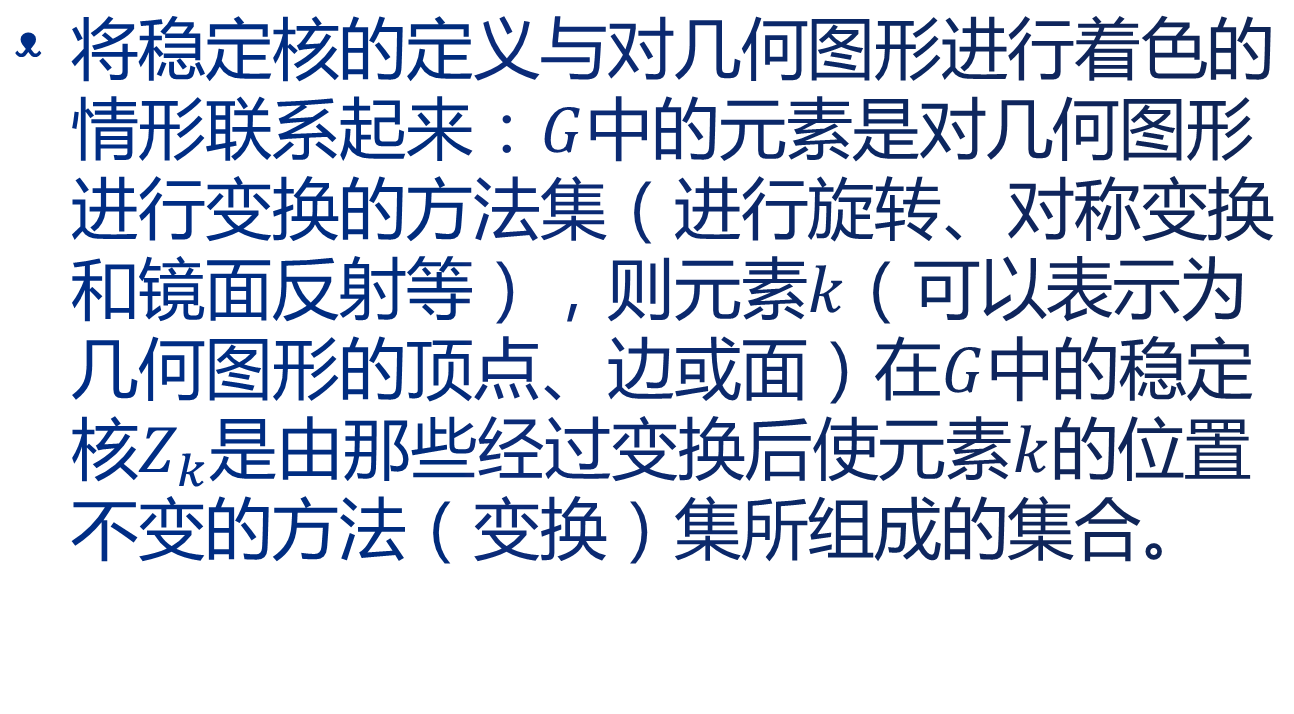 将稳定核的定义与对几何图形进行着色的
情形联系起来：G中的元素是对几何图形
进行变换的方法集（进行旋转、对称变换
和镜面反射等），则元素k（可以表示为
几何图形的顶点、边或面）在G中的稳定
核Zₖ是由那些经过变换后使元素k的位置
不变的方法（变换）集所组成的集合。